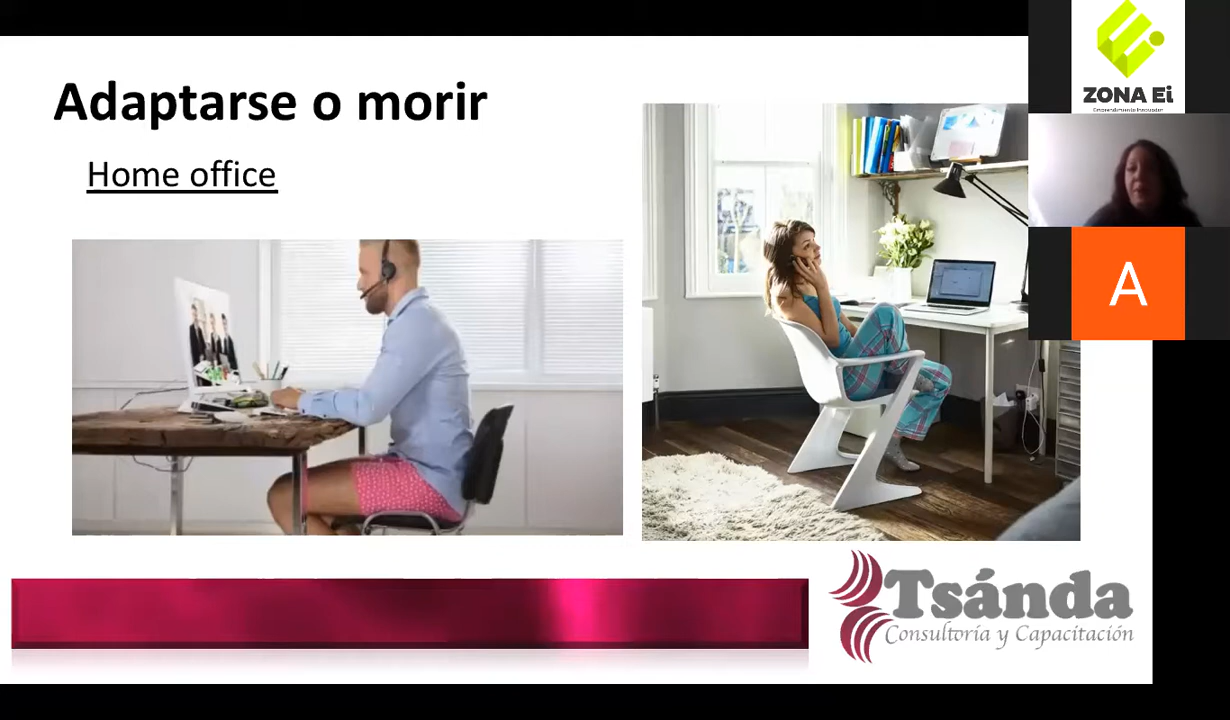 Adaptarse o morir
Home office
ZONA Ei
A
Tsánda
Consultoría y Capacitación